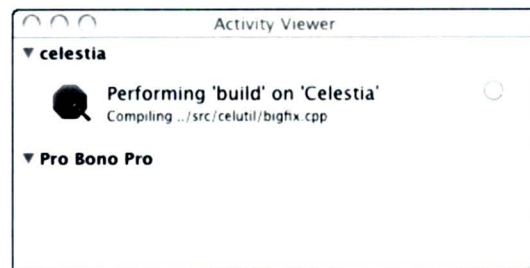 Activity Viewer
celestia
Performing 'build' on 'Celestia'
Compiling ../src/celutil/bigfix.cpp
Pro Bono Pro